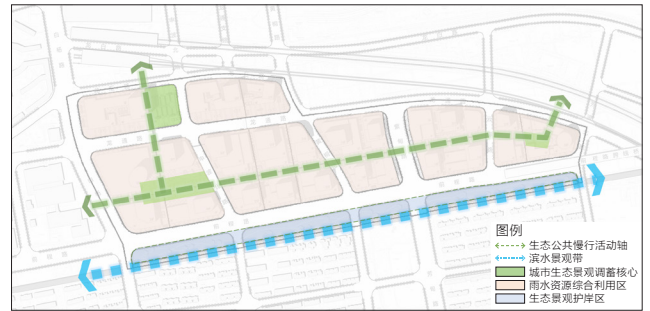 图例
生态公共慢行活动轴
滨水景观带
城市生态景观调蓄核心
雨水资源综合利用区
生态景观护岸区